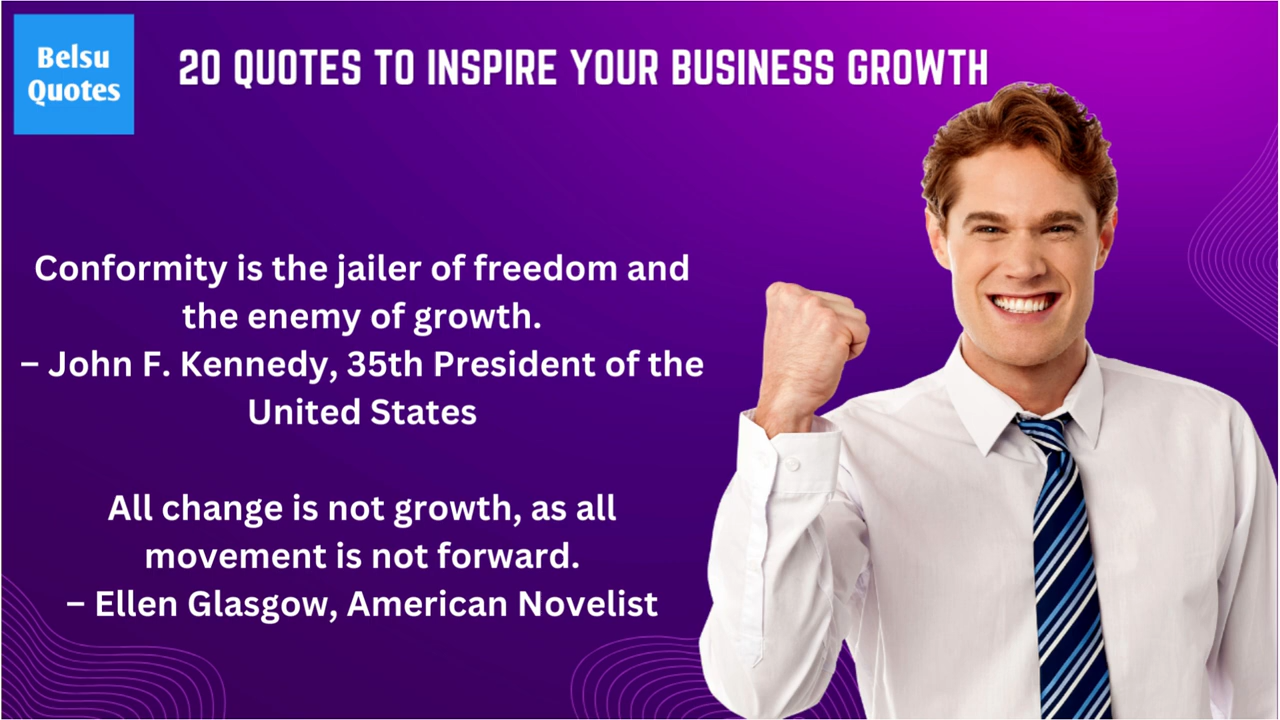 Belsu
Quotes
20 QUOTES TO INSPIRE YOUR BUSINESS GROWTH
Conformity is the jailer of freedom and
the enemy of growth.
– John F. Kennedy, 35th President of the
United States
All change is not growth, as all
movement is not forward.
– Ellen Glasgow, American Novelist